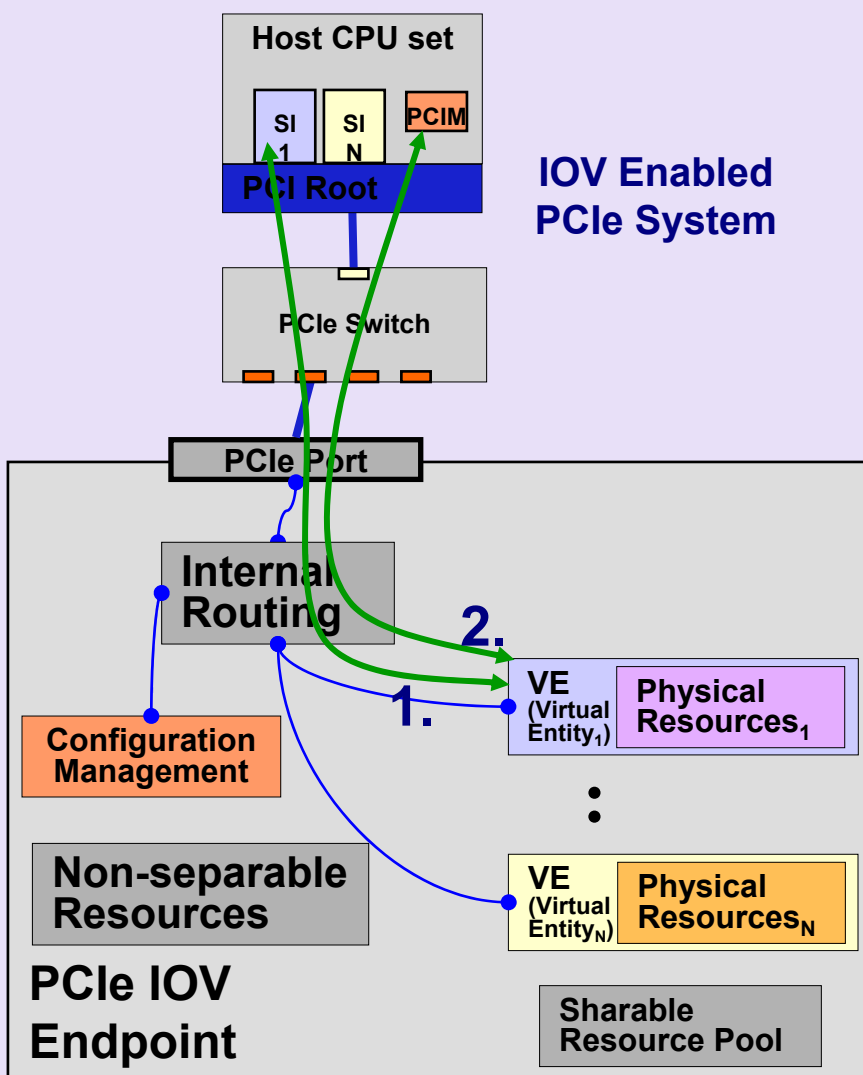 Host CPU set
SI
1
SI
N
PCIM
PCI Root
IOV Enabled
PCIe System
PCIe Switch
PCIe Port
Internal
Routing
2.
1.
VE
(Virtual
Entity1)
Physical
Resources1
Configuration
Management
:
Non-separable
Resources
VE
(Virtual
EntityN)
Physical
ResourcesN
PCIe IOV
Endpoint
Sharable
Resource Pool